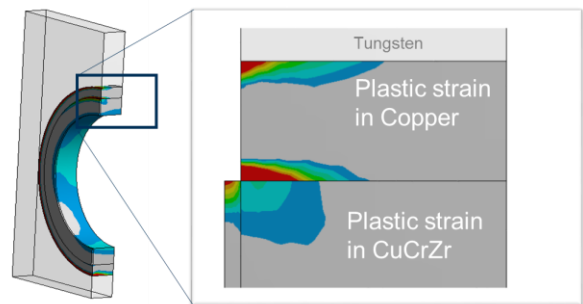 Tungsten
Plastic strain
in Copper
Plastic strain
in CuCrZr